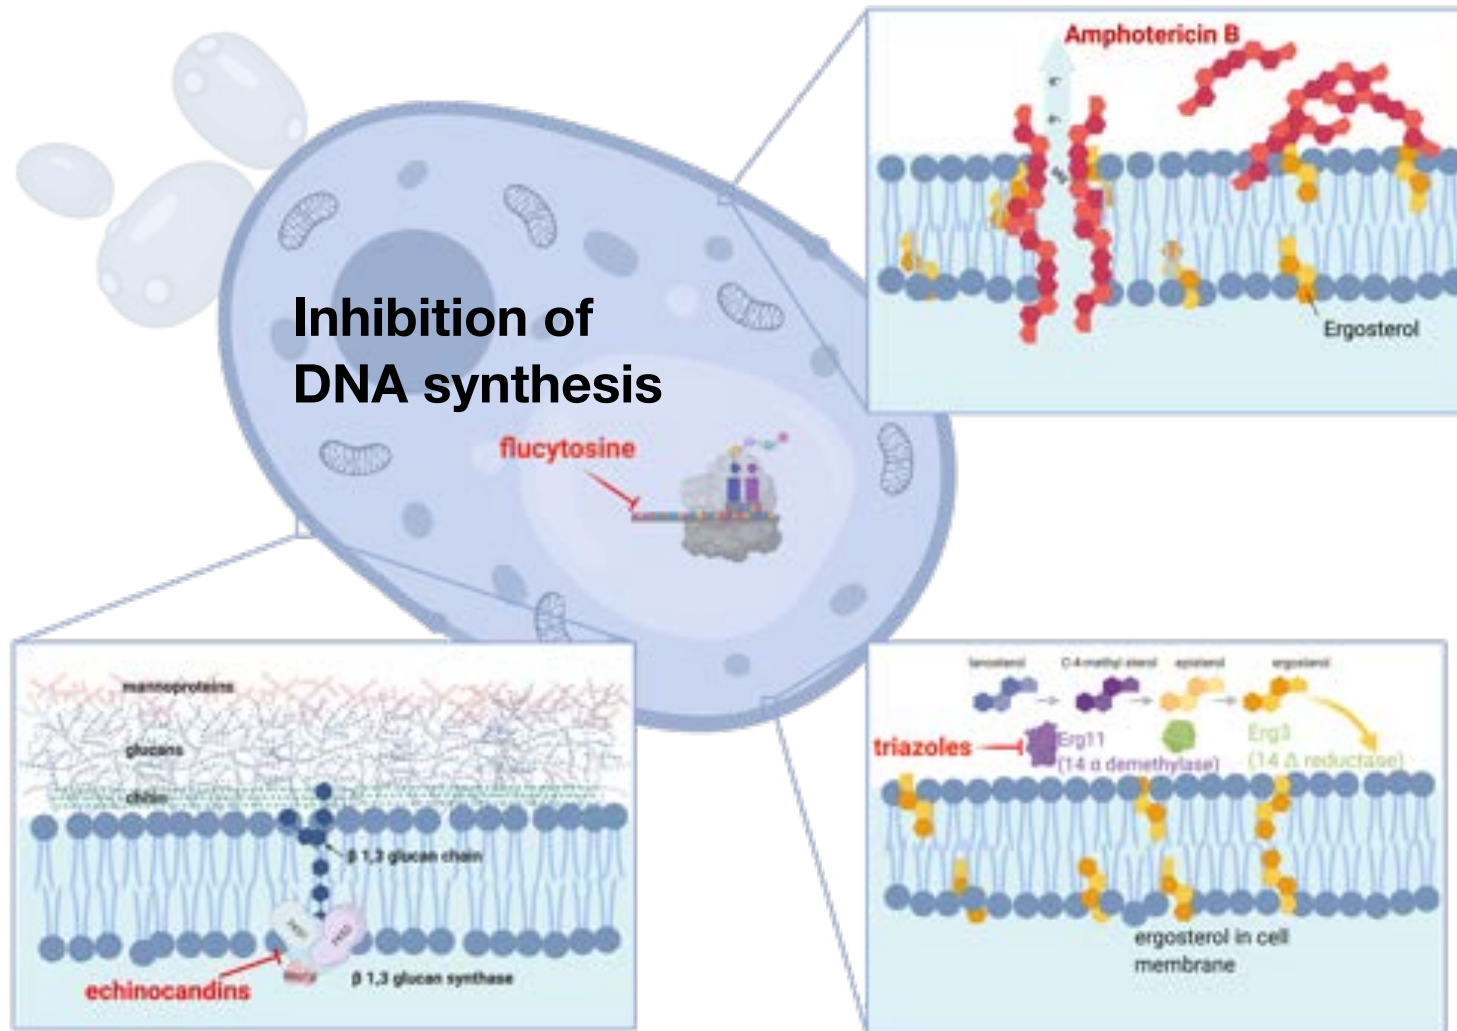 Amphotericin B
Ergosterol
Inhibition of
DNA synthesis
flucytosine
mannoproteins
glucans
chitin
β 1,3 glucan chain
β 1,3 glucan synthase
echinocandins
lanosterol
C-4-methyl sterol
episterol
ergosterol
triazoles
Erg11
(14 α demethylase)
Erg3
(14 Δ reductase)
ergosterol in cell
membrane